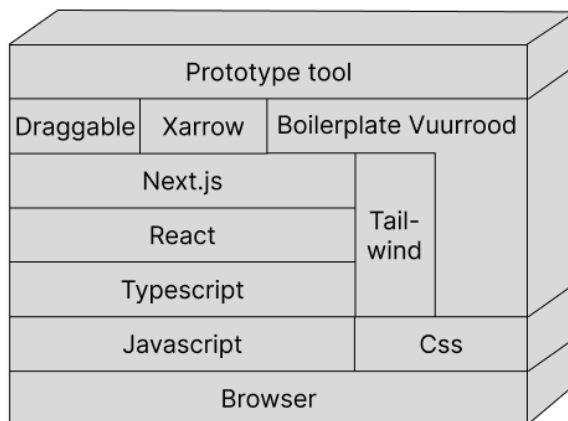 Prototype tool
Draggable
Xarrow
Boilerplate Vuurrood
Next.js
Tail-
wind
React
Typescript
Javascript
Css
Browser